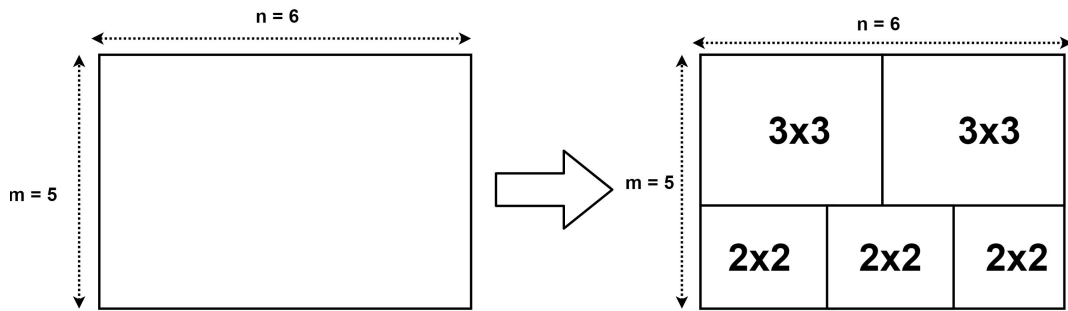 n = 6
m = 5
n = 6
m = 5
3x3 3x3
2x2 2x2 2x2